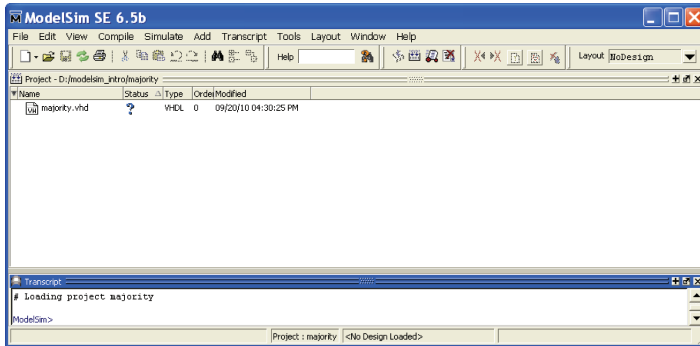 ModelSim SE 6.5b
File Edit View Compile Simulate Add Transcript Tools Layout Window Help
Help Layout NoDesign
Project - D:/modelsim_intro/majority
Name Status Type Order Modified
majority.vhd ? VHDL 0 09/20/10 04:30:25 PM
Transcript
# Loading project majority
ModelSim>
Project : majority <No Design Loaded>